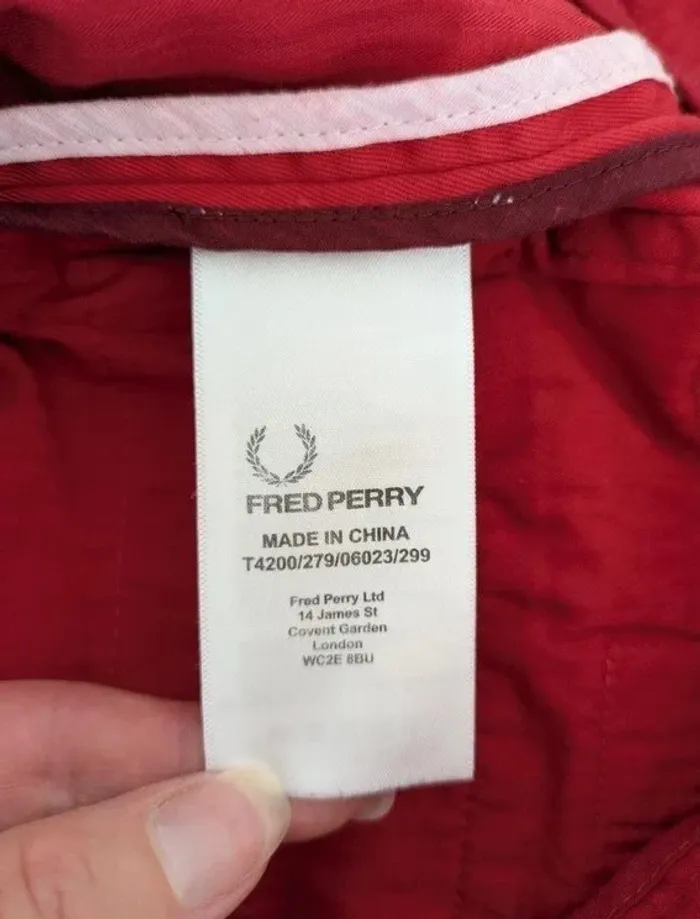 FRED PERRY
MADE IN CHINA
T4200/279/06023/299
Fred Perry Ltd
14 James St
Covent Garden
London
WC2E 8BU